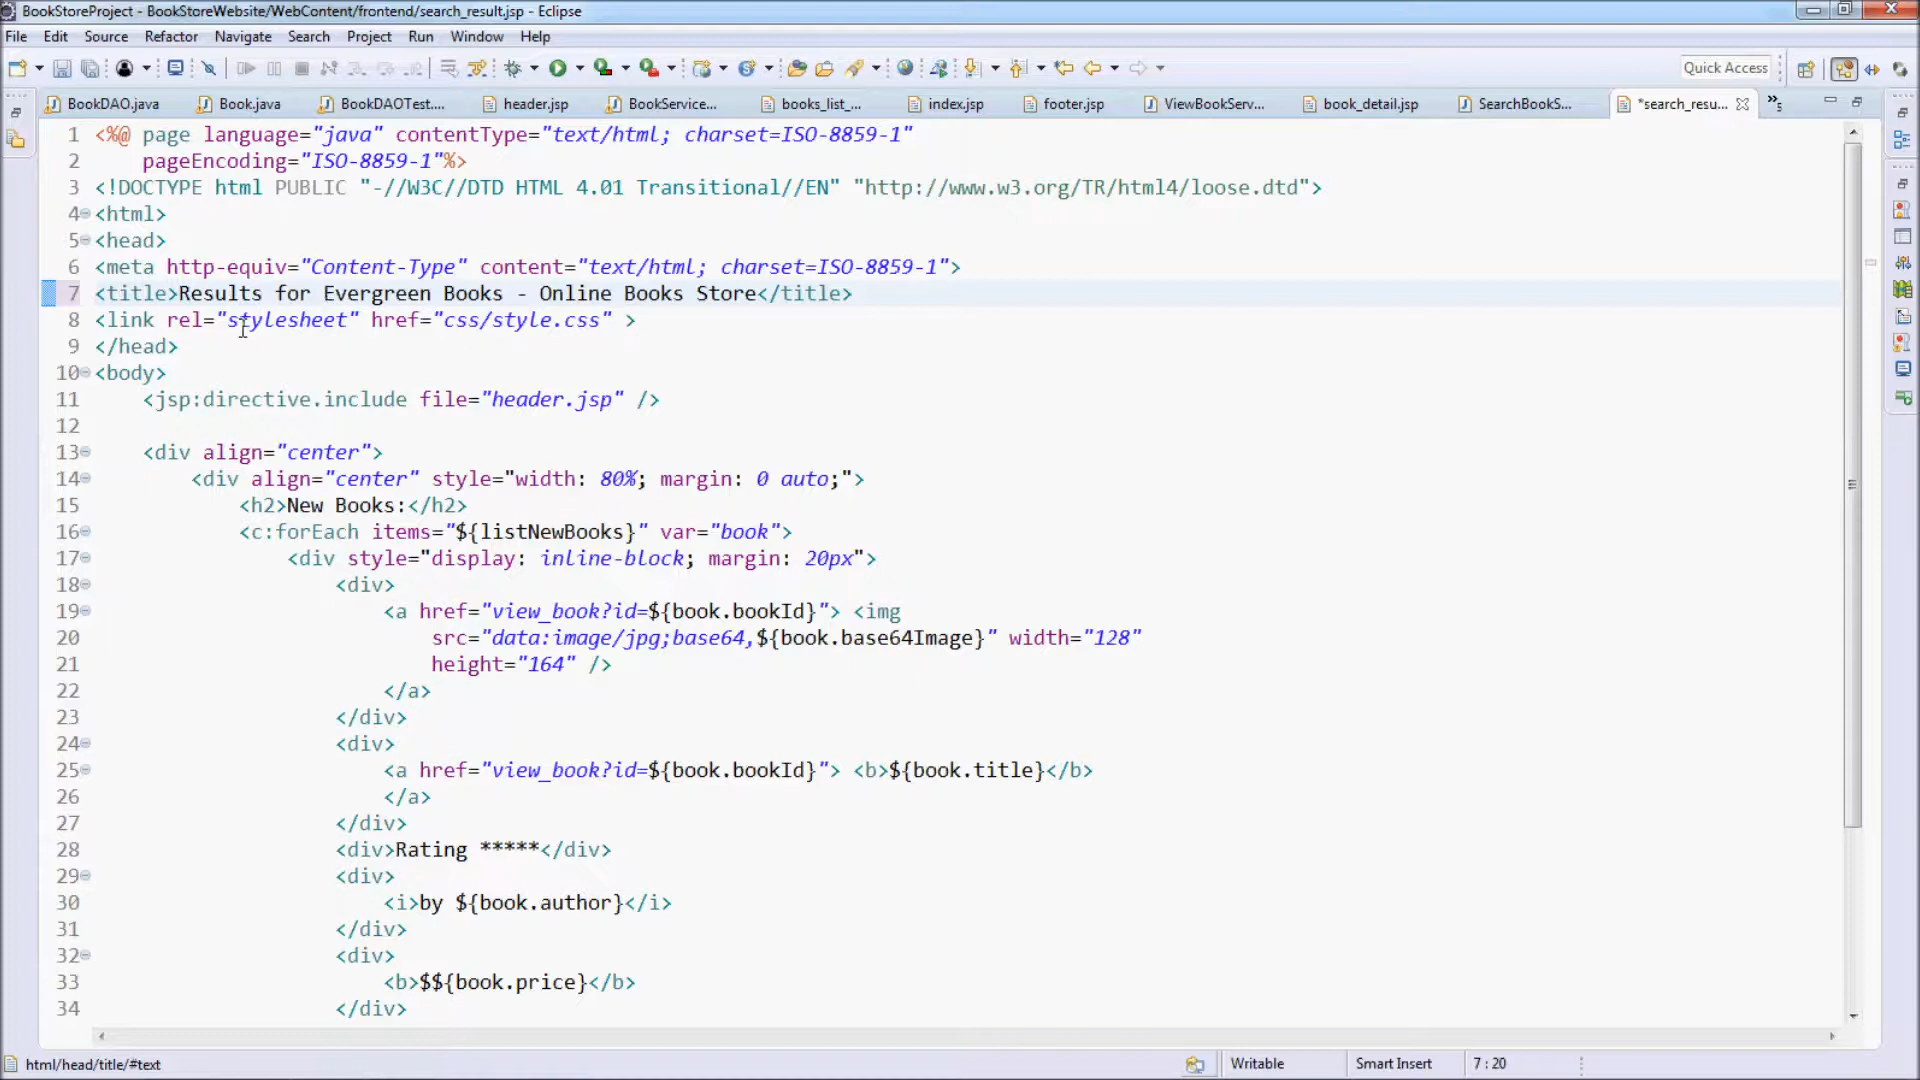 BookStoreProject - BookStoreWebsite/WebContent/frontend/search_result.jsp - Eclipse
File Edit Source Refactor Navigate Search Project Run Window Help
Quick Access
BookDAO.java Book.java BookDAOTest.... header.jsp BookService... books_list_... index.jsp footer.jsp ViewBookServ... book_detail.jsp SearchBookS... *search_resu... »5
1 <%@ page language="java" contentType="text/html; charset=ISO-8859-1"
2 pageEncoding="ISO-8859-1"%>
3 <!DOCTYPE html PUBLIC "-//W3C//DTD HTML 4.01 Transitional//EN" "http://www.w3.org/TR/html4/loose.dtd">
4 <html>
5 <head>
6 <meta http-equiv="Content-Type" content="text/html; charset=ISO-8859-1">
7 <title>Results for Evergreen Books - Online Books Store</title>
8 <link rel="stylesheet" href="css/style.css" >
9 </head>
10 <body>
11 <jsp:directive.include file="header.jsp" />
12
13 <div align="center">
14 <div align="center" style="width: 80%; margin: 0 auto;">
15 <h2>New Books:</h2>
16 <c:forEach items="${listNewBooks}" var="book">
17 <div style="display: inline-block; margin: 20px">
18 <div>
19 <a href="view_book?id=${book.bookId}"> <img
20 src="data:image/jpg;base64,${book.base64Image}" width="128"
21 height="164" />
22 </a>
23 </div>
24 <div>
25 <a href="view_book?id=${book.bookId}"> <b>${book.title}</b>
26 </a>
27 </div>
28 <div>Rating *****</div>
29 <div>
30 <i>by ${book.author}</i>
31 </div>
32 <div>
33 <b>$${book.price}</b>
34 </div>
html/head/title/#text Writable Smart Insert 7 : 20